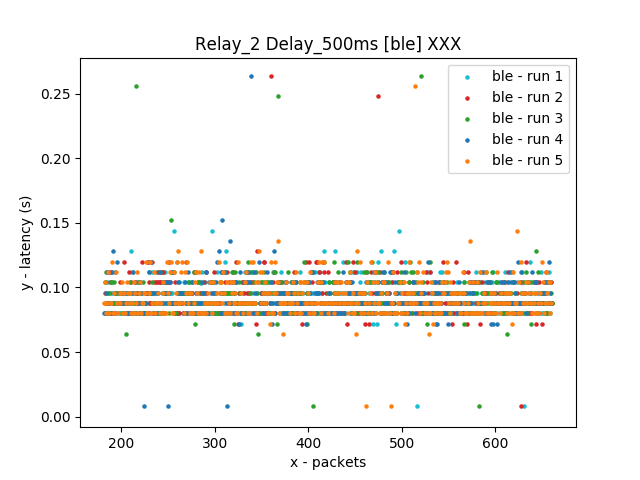 Relay_2 Delay_500ms [ble] XXX
y - latency (s)
0.25
0.20
0.15
0.10
0.05
0.00
200
300
400
500
600
x - packets
ble - run 1
ble - run 2
ble - run 3
ble - run 4
ble - run 5